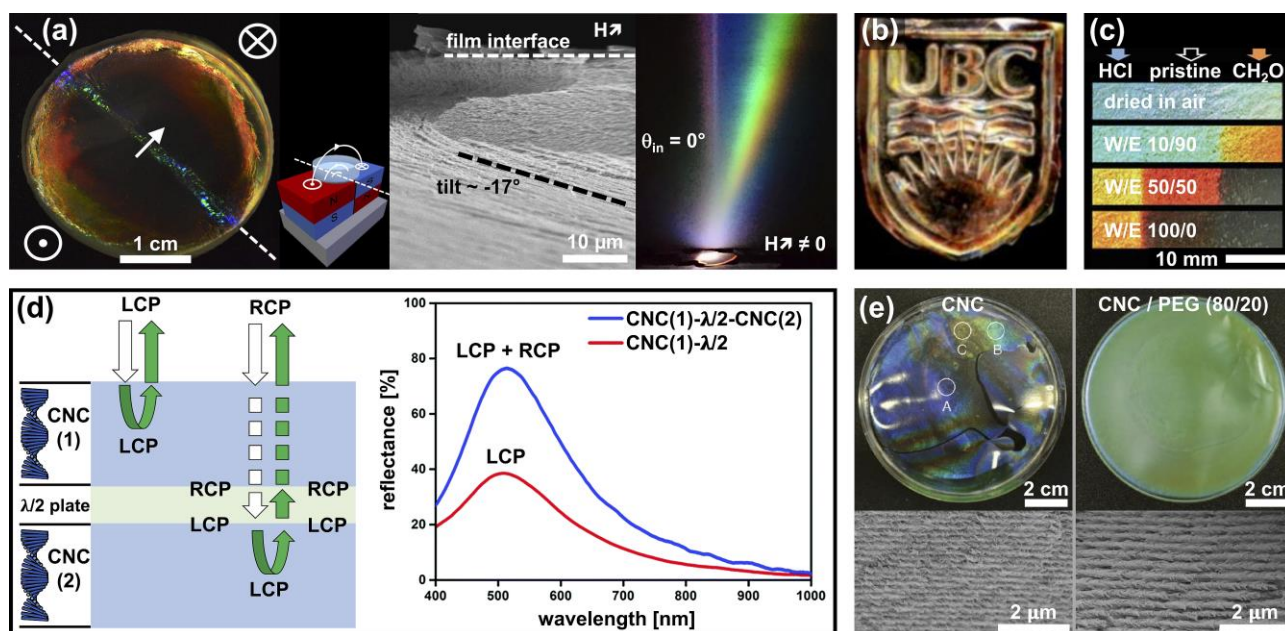 (a)
1 cm
N
S
H↗
film interface
tilt ~ -17°
10 µm
θin = 0°
H↗ ≠ 0
(b)
UBC
(c)
HCl pristine CH2O
dried in air
W/E 10/90
W/E 50/50
W/E 100/0
10 mm
(d)
LCP RCP
CNC
(1)
LCP
RCP RCP
λ/2 plate
LCP LCP
CNC
(2)
LCP
100
80
60
40
20
0
reflectance [%]
CNC(1)-λ/2-CNC(2)
CNC(1)-λ/2
LCP + RCP
LCP
400 500 600 700 800 900 1000
wavelength [nm]
(e)
CNC
C B
A
2 cm
CNC / PEG (80/20)
2 cm
2 µm
2 µm